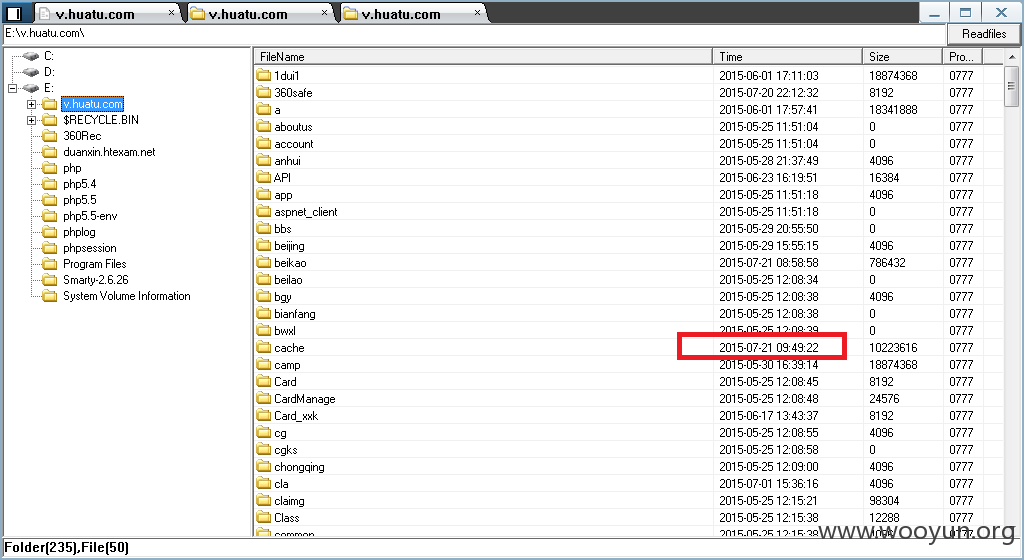 v.huatu.com × v.huatu.com × v.huatu.com ×
E:\v.huatu.com\ Readfiles
C:
D:
E:
v.huatu.com
$RECYCLE.BIN
360Rec
duanxin.htexam.net
php
php5.4
php5.5
php5.5-env
phplog
phpsession
Program Files
Smarty-2.6.26
System Volume Information
FileName Time Size Pro...
1dui1 2015-06-01 17:11:03 18874368 0777
360safe 2015-07-20 22:12:32 8192 0777
a 2015-06-01 17:57:41 18341888 0777
aboutus 2015-05-25 11:51:04 0 0777
account 2015-05-25 11:51:04 0 0777
anhui 2015-05-28 21:37:49 4096 0777
API 2015-06-23 16:19:51 16384 0777
app 2015-05-25 11:51:18 4096 0777
aspnet_client 2015-05-25 11:51:18 0 0777
bbs 2015-05-29 20:55:50 0 0777
beijing 2015-05-29 15:55:15 4096 0777
beikao 2015-07-21 08:58:58 786432 0777
beilao 2015-05-25 12:08:34 0 0777
bgy 2015-05-25 12:08:38 4096 0777
bianfang 2015-05-25 12:08:38 0 0777
bwxl 2015-05-25 12:08:39 0 0777
cache 2015-07-21 09:49:22 10223616 0777
camp 2015-05-30 16:39:14 18874368 0777
Card 2015-05-25 12:08:45 8192 0777
CardManage 2015-05-25 12:08:48 24576 0777
Card_xxk 2015-06-17 13:43:37 8192 0777
cg 2015-05-25 12:08:55 4096 0777
cgks 2015-05-25 12:08:58 0 0777
chongqing 2015-05-25 12:09:00 4096 0777
cla 2015-07-01 15:36:16 4096 0777
claimg 2015-05-25 12:15:21 98304 0777
Class 2015-05-25 12:15:38 12288 0777
common 2015-05-25 12:15:38
www.wooyun.org
Folder(235),File(50)